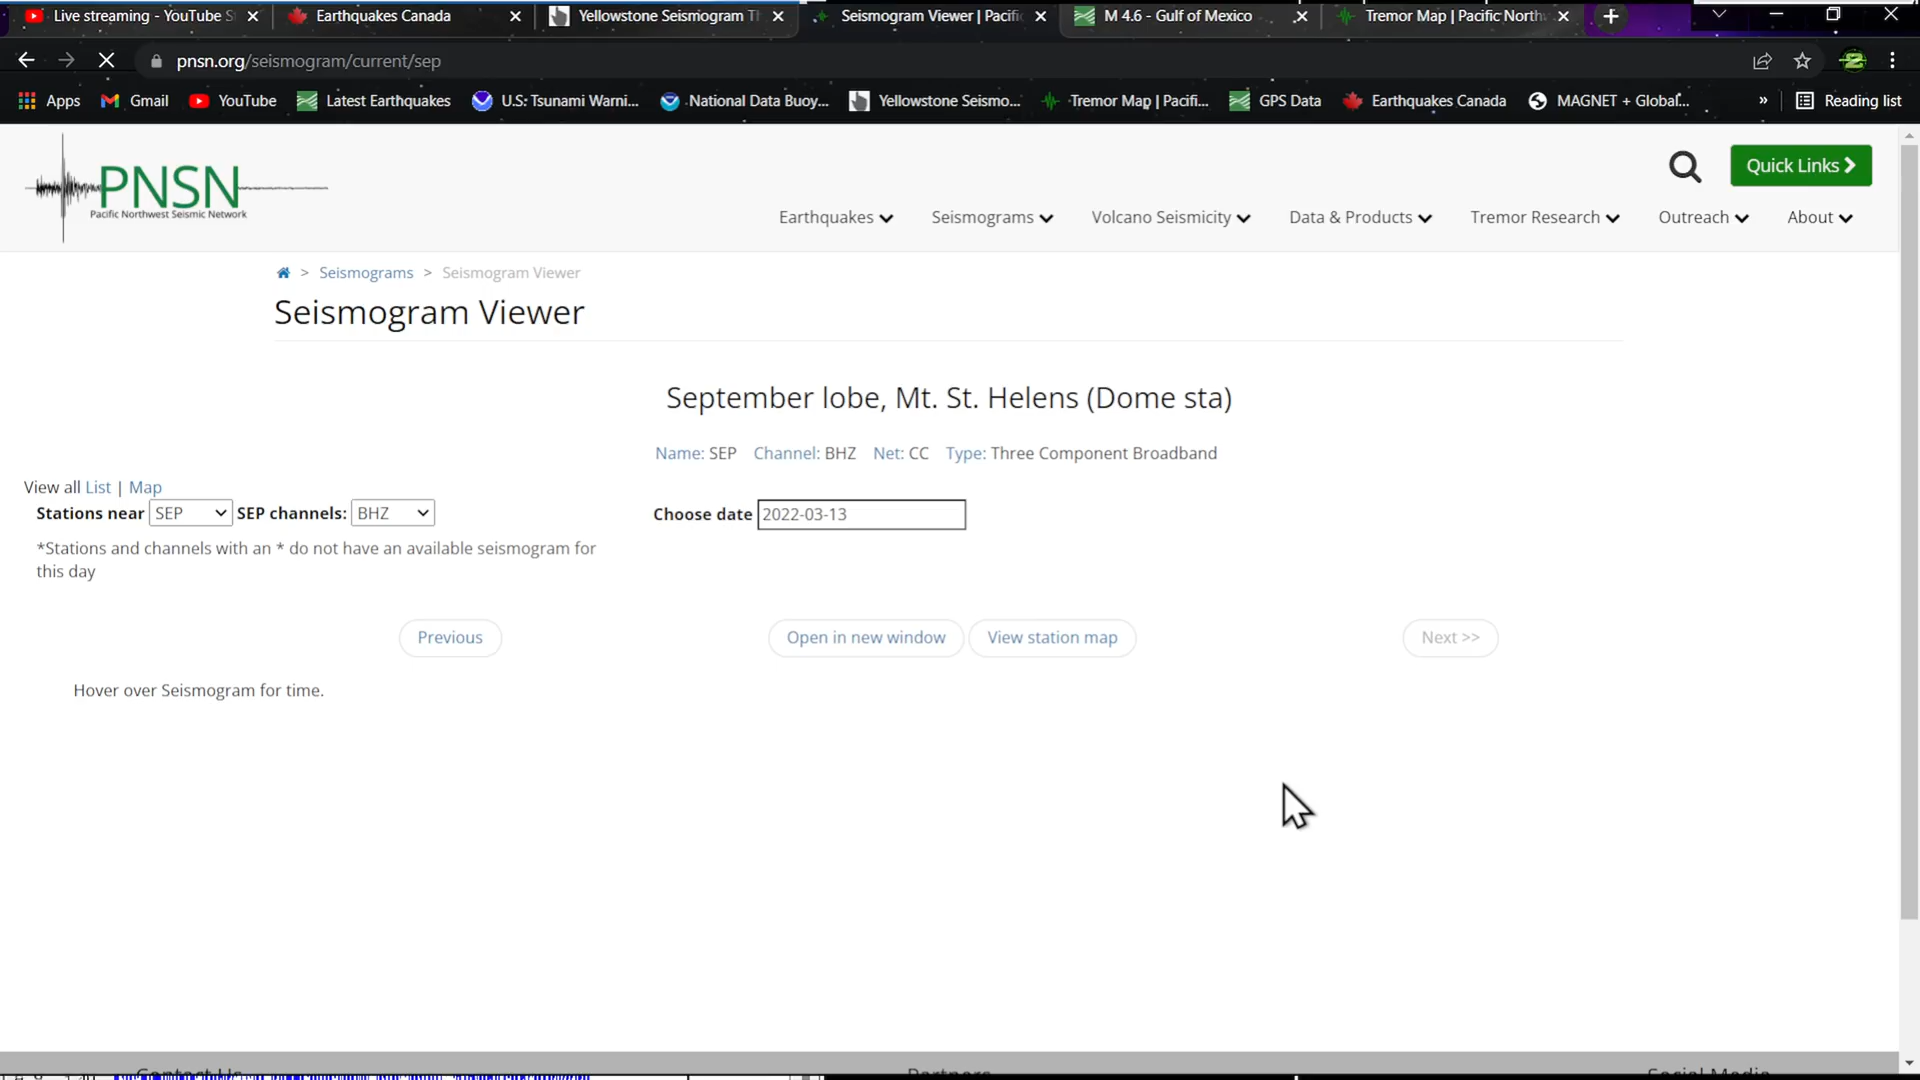 Live streaming - YouTube S
Earthquakes Canada
Yellowstone Seismogram T
Seismogram Viewer | Pacific
M 4.6 - Gulf of Mexico
Tremor Map | Pacific North
pnsn.org/seismogram/current/sep
Apps
Gmail
YouTube
Latest Earthquakes
U.S. Tsunami Warni...
National Data Buoy...
Yellowstone Seismo...
Tremor Map | Pacifi...
GPS Data
Earthquakes Canada
MAGNET + Global...
»
Reading list
PNSN
Pacific Northwest Seismic Network
Quick Links
Earthquakes
Seismograms
Volcano Seismicity
Data & Products
Tremor Research
Outreach
About
> Seismograms > Seismogram Viewer
Seismogram Viewer
September lobe, Mt. St. Helens (Dome sta)
Name: SEP Channel: BHZ Net: CC Type: Three Component Broadband
View all List | Map
Stations near SEP SEP channels: BHZ
Choose date 2022-03-13
*Stations and channels with an * do not have an available seismogram for
this day
Previous
Open in new window
View station map
Next >>
Hover over Seismogram for time.
Contact Us
Partners
Social Media